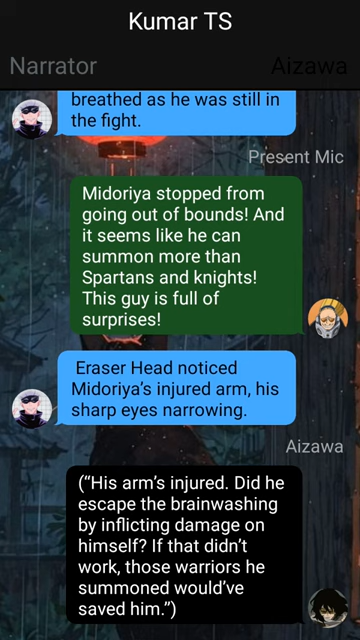 Kumar TS
Narrator
Aizawa
breathed as he was still in
the fight.
Present Mic
Midoriya stopped from
going out of bounds! And
it seems like he can
summon more than
Spartans and knights!
This guy is full of
surprises!
Eraser Head noticed
Midoriya’s injured arm, his
sharp eyes narrowing.
Aizawa
(“His arm’s injured. Did he
escape the brainwashing
by inflicting damage on
himself? If that didn’t
work, those warriors he
summoned would’ve
saved him.”)